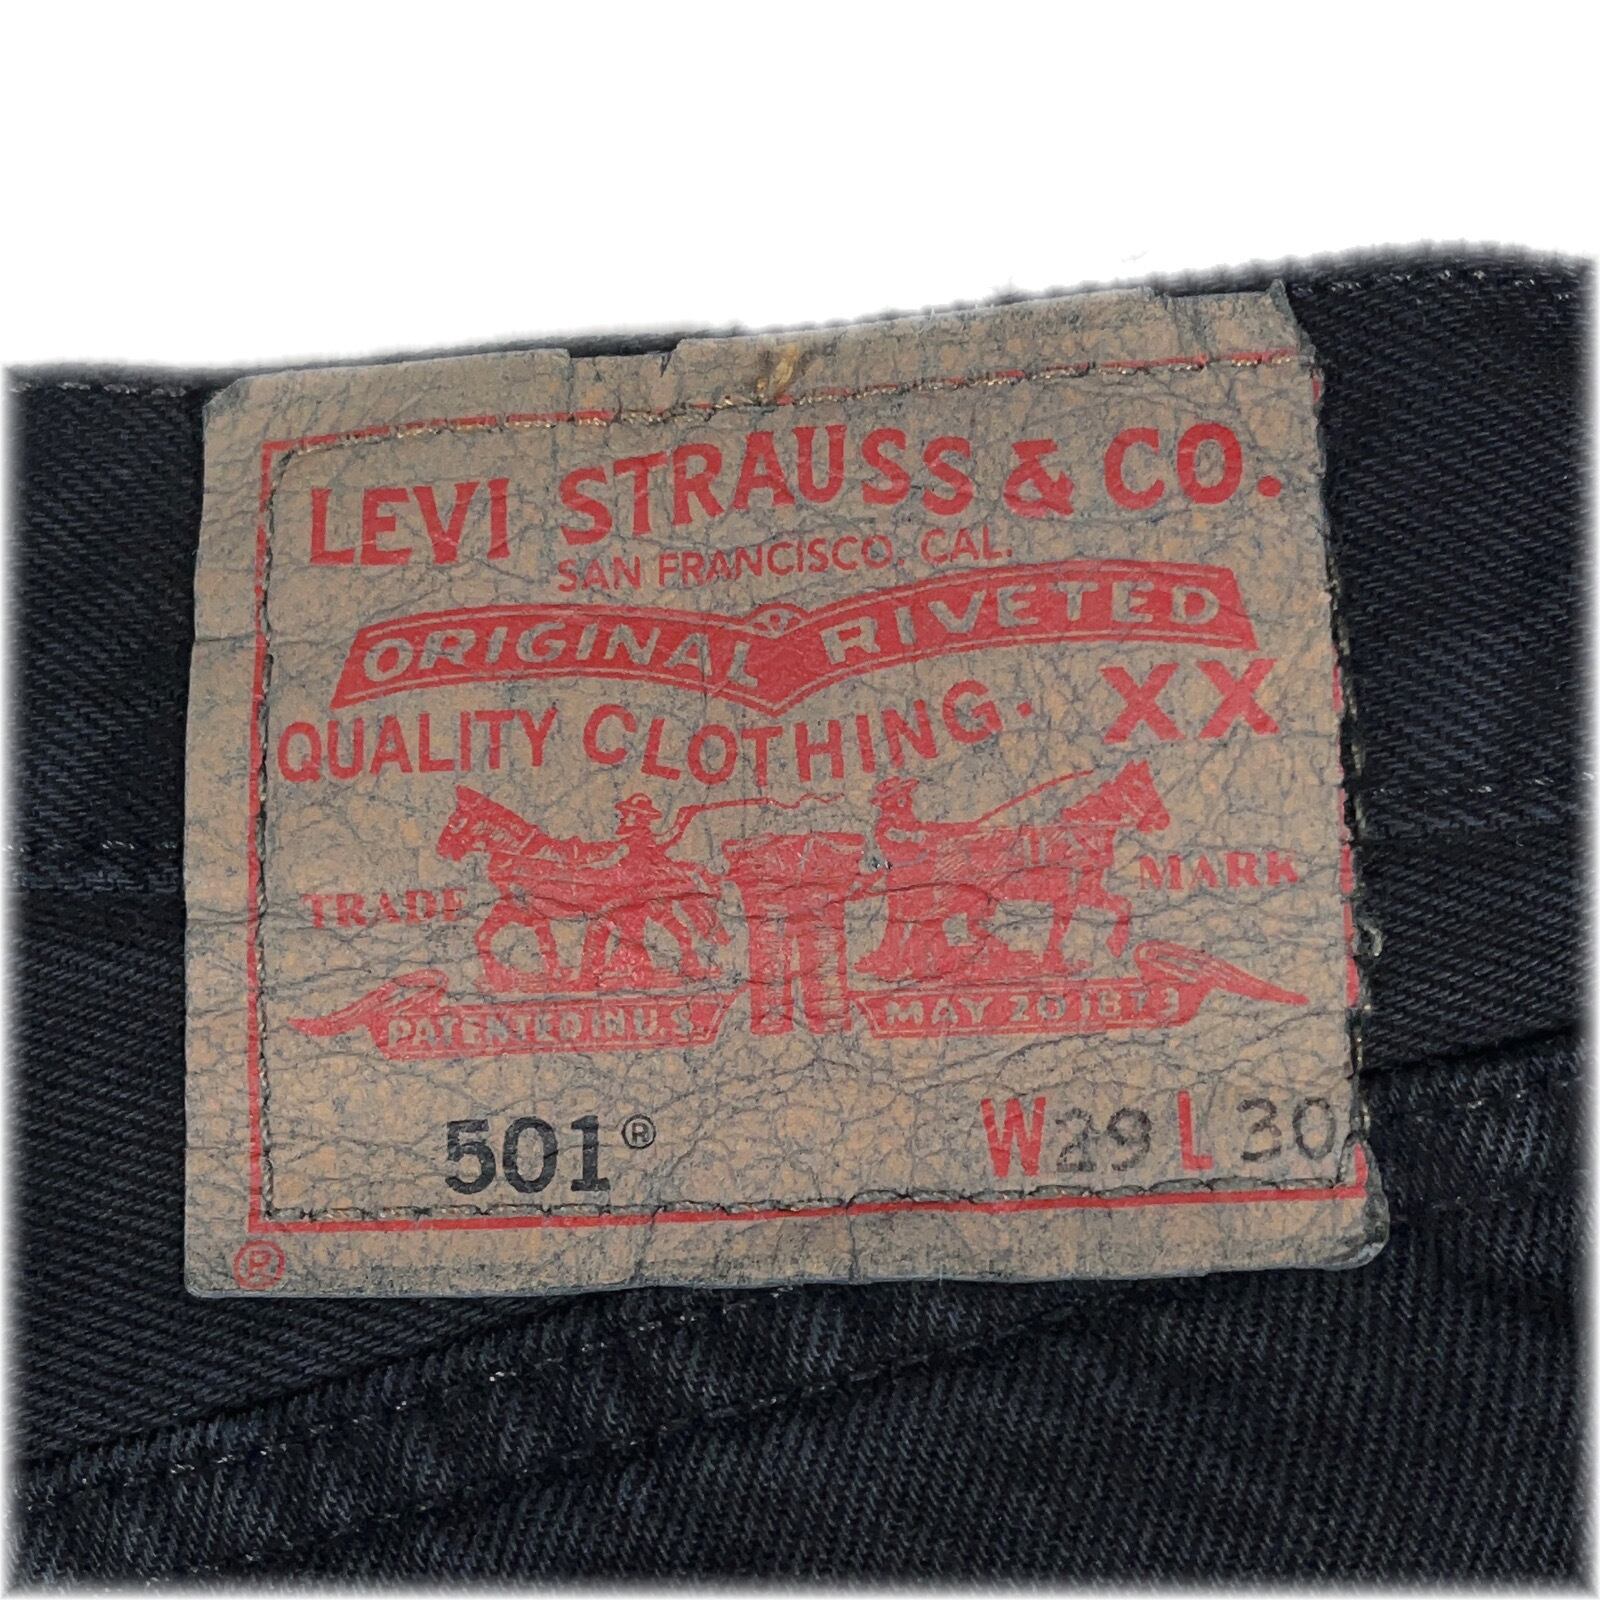 LEVI STRAUSS & CO.
SAN FRANCISCO, CAL.
ORIGINAL RIVETED
QUALITY CLOTHING. XX
TRADE MARK
PATENTED IN U.S. MAY 20 1873
501® W29 L30
®